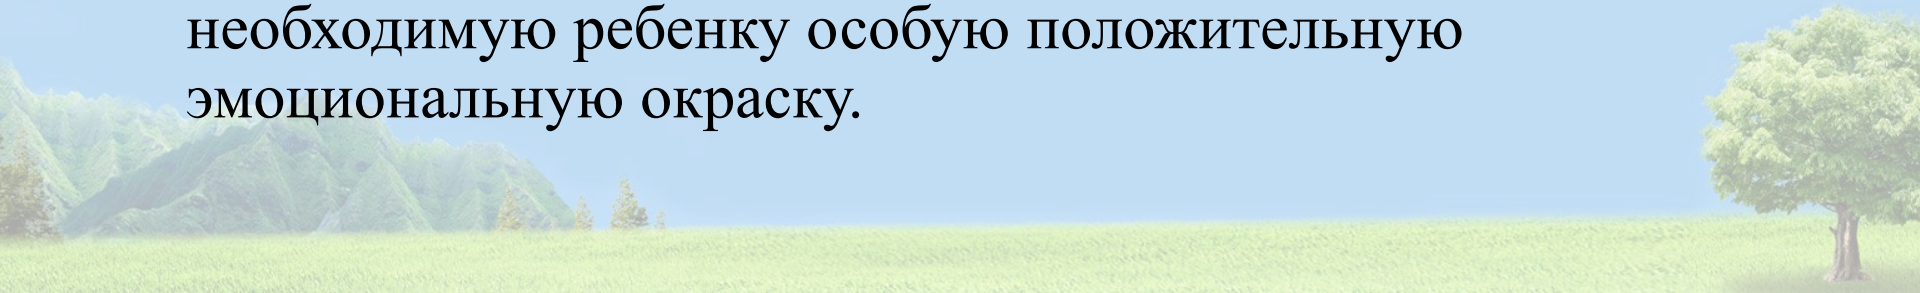 необходимую ребенку особую положительную
эмоциональную окраску.